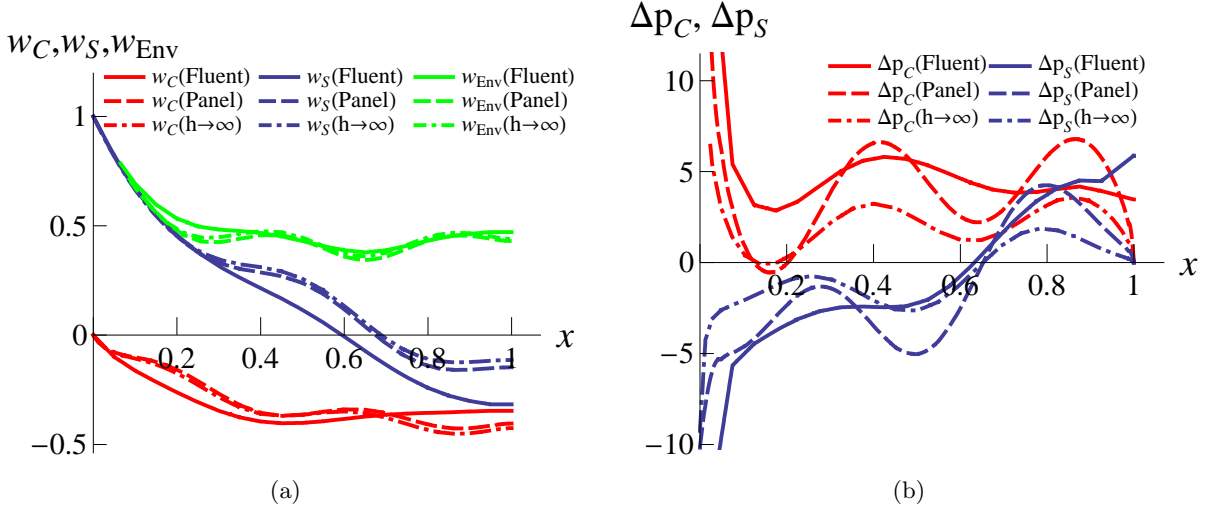 w_C, w_S, w_Env
w_C(Fluent) w_S(Fluent) w_Env(Fluent)
w_C(Panel) w_S(Panel) w_Env(Panel)
w_C(h→∞) w_S(h→∞) w_Env(h→∞)
1
0.5
0
0.2 0.4 0.6 0.8 1 x
−0.5
(a)
Δp_C, Δp_S
Δp_C(Fluent) Δp_S(Fluent)
Δp_C(Panel) Δp_S(Panel)
Δp_C(h→∞) Δp_S(h→∞)
10
5
0
0.2 0.4 0.6 0.8 1 x
−5
−10
(b)